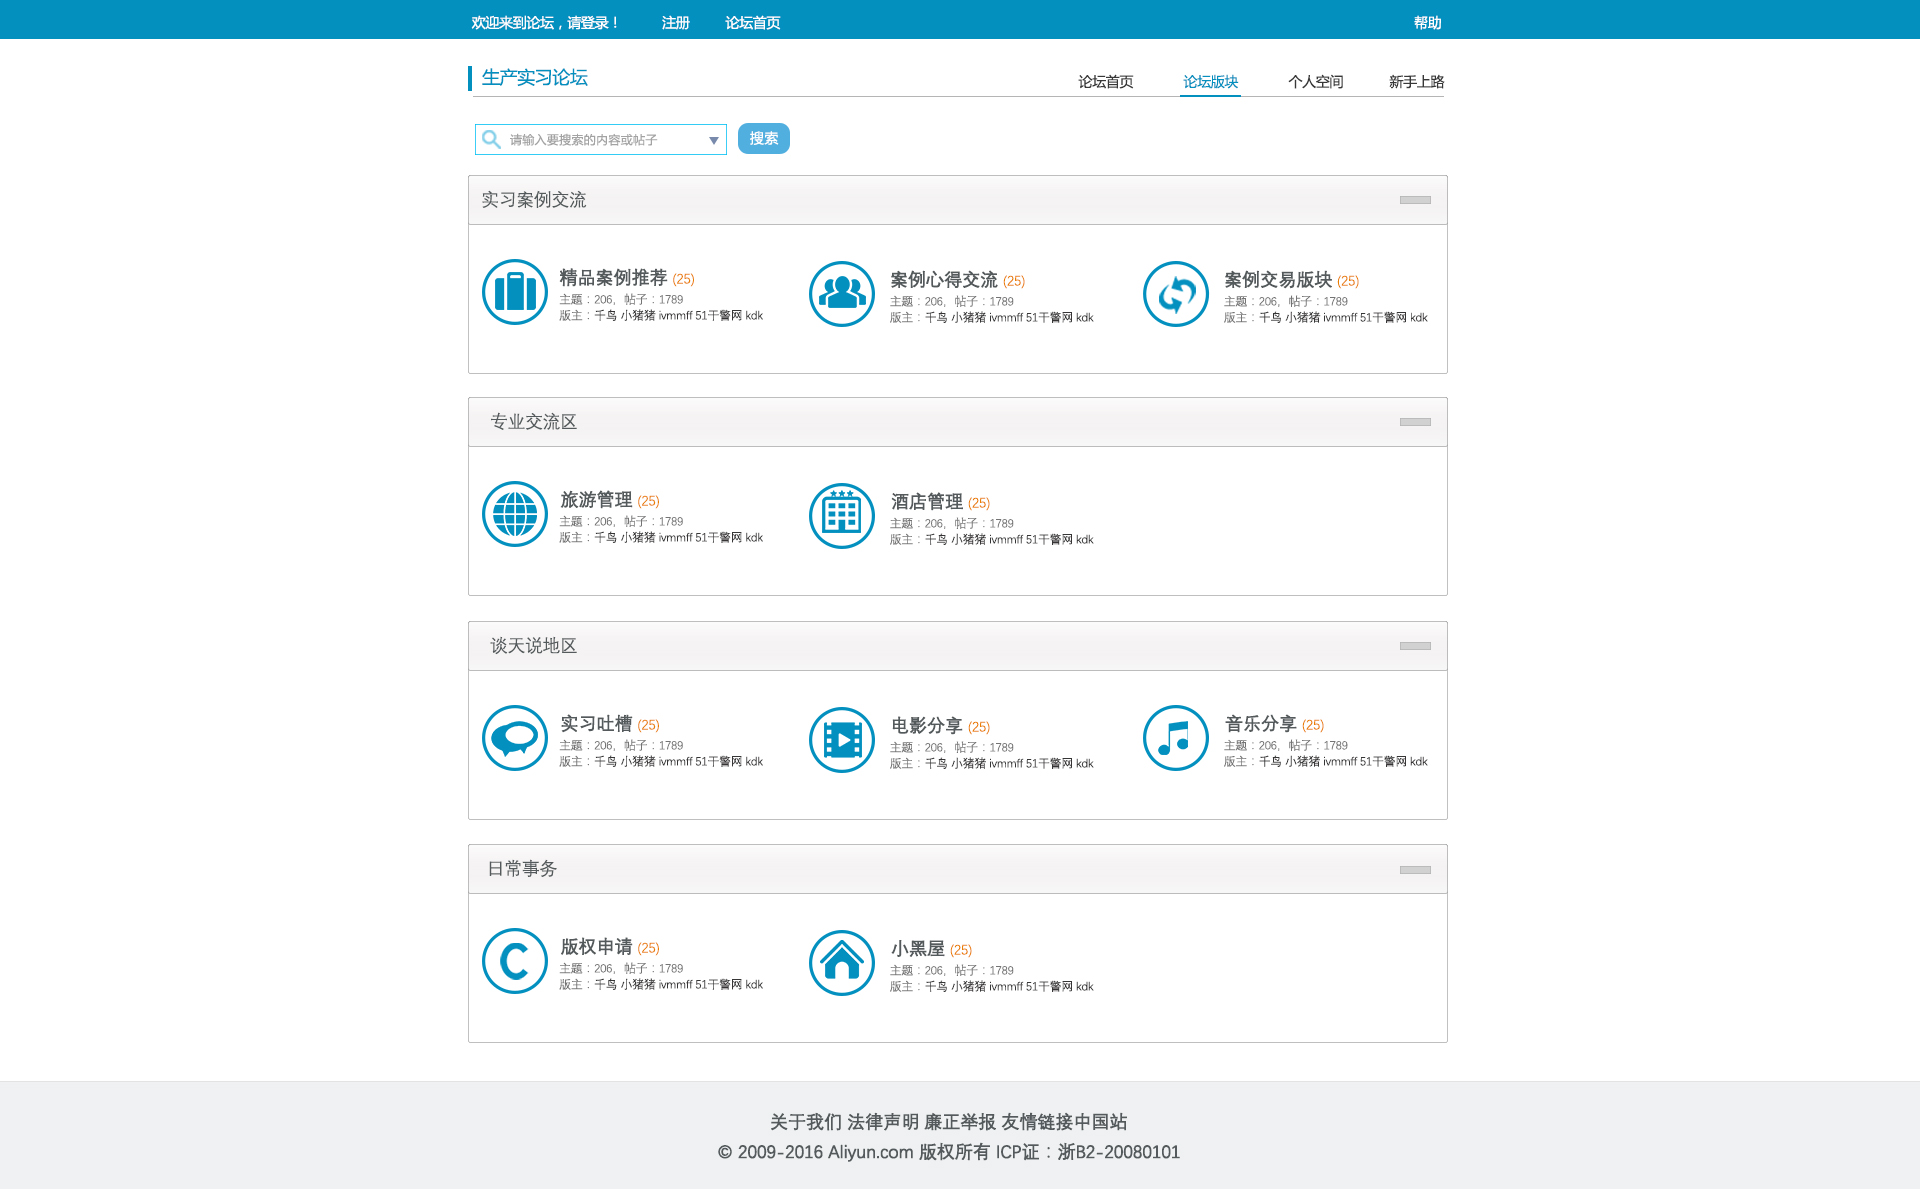 欢迎来到论坛，请登录！ 注册 论坛首页 帮助
生产实习论坛 论坛首页 论坛版块 个人空间 新手上路
请输入要搜索的内容或帖子 搜索
实习案例交流
精品案例推荐 (25)
主题：206，帖子：1789
版主：千鸟 小猪猪 ivmmff 51干警网 kdk
案例心得交流 (25)
主题：206，帖子：1789
版主：千鸟 小猪猪 ivmmff 51干警网 kdk
案例交易版块 (25)
主题：206，帖子：1789
版主：千鸟 小猪猪 ivmmff 51干警网 kdk
专业交流区
旅游管理 (25)
主题：206，帖子：1789
版主：千鸟 小猪猪 ivmmff 51干警网 kdk
酒店管理 (25)
主题：206，帖子：1789
版主：千鸟 小猪猪 ivmmff 51干警网 kdk
谈天说地区
实习吐槽 (25)
主题：206，帖子：1789
版主：千鸟 小猪猪 ivmmff 51干警网 kdk
电影分享 (25)
主题：206，帖子：1789
版主：千鸟 小猪猪 ivmmff 51干警网 kdk
音乐分享 (25)
主题：206，帖子：1789
版主：千鸟 小猪猪 ivmmff 51干警网 kdk
日常事务
C
版权申请 (25)
主题：206，帖子：1789
版主：千鸟 小猪猪 ivmmff 51干警网 kdk
小黑屋 (25)
主题：206，帖子：1789
版主：千鸟 小猪猪 ivmmff 51干警网 kdk
关于我们 法律声明 廉正举报 友情链接中国站
© 2009-2016 Aliyun.com 版权所有 ICP证：浙B2-20080101